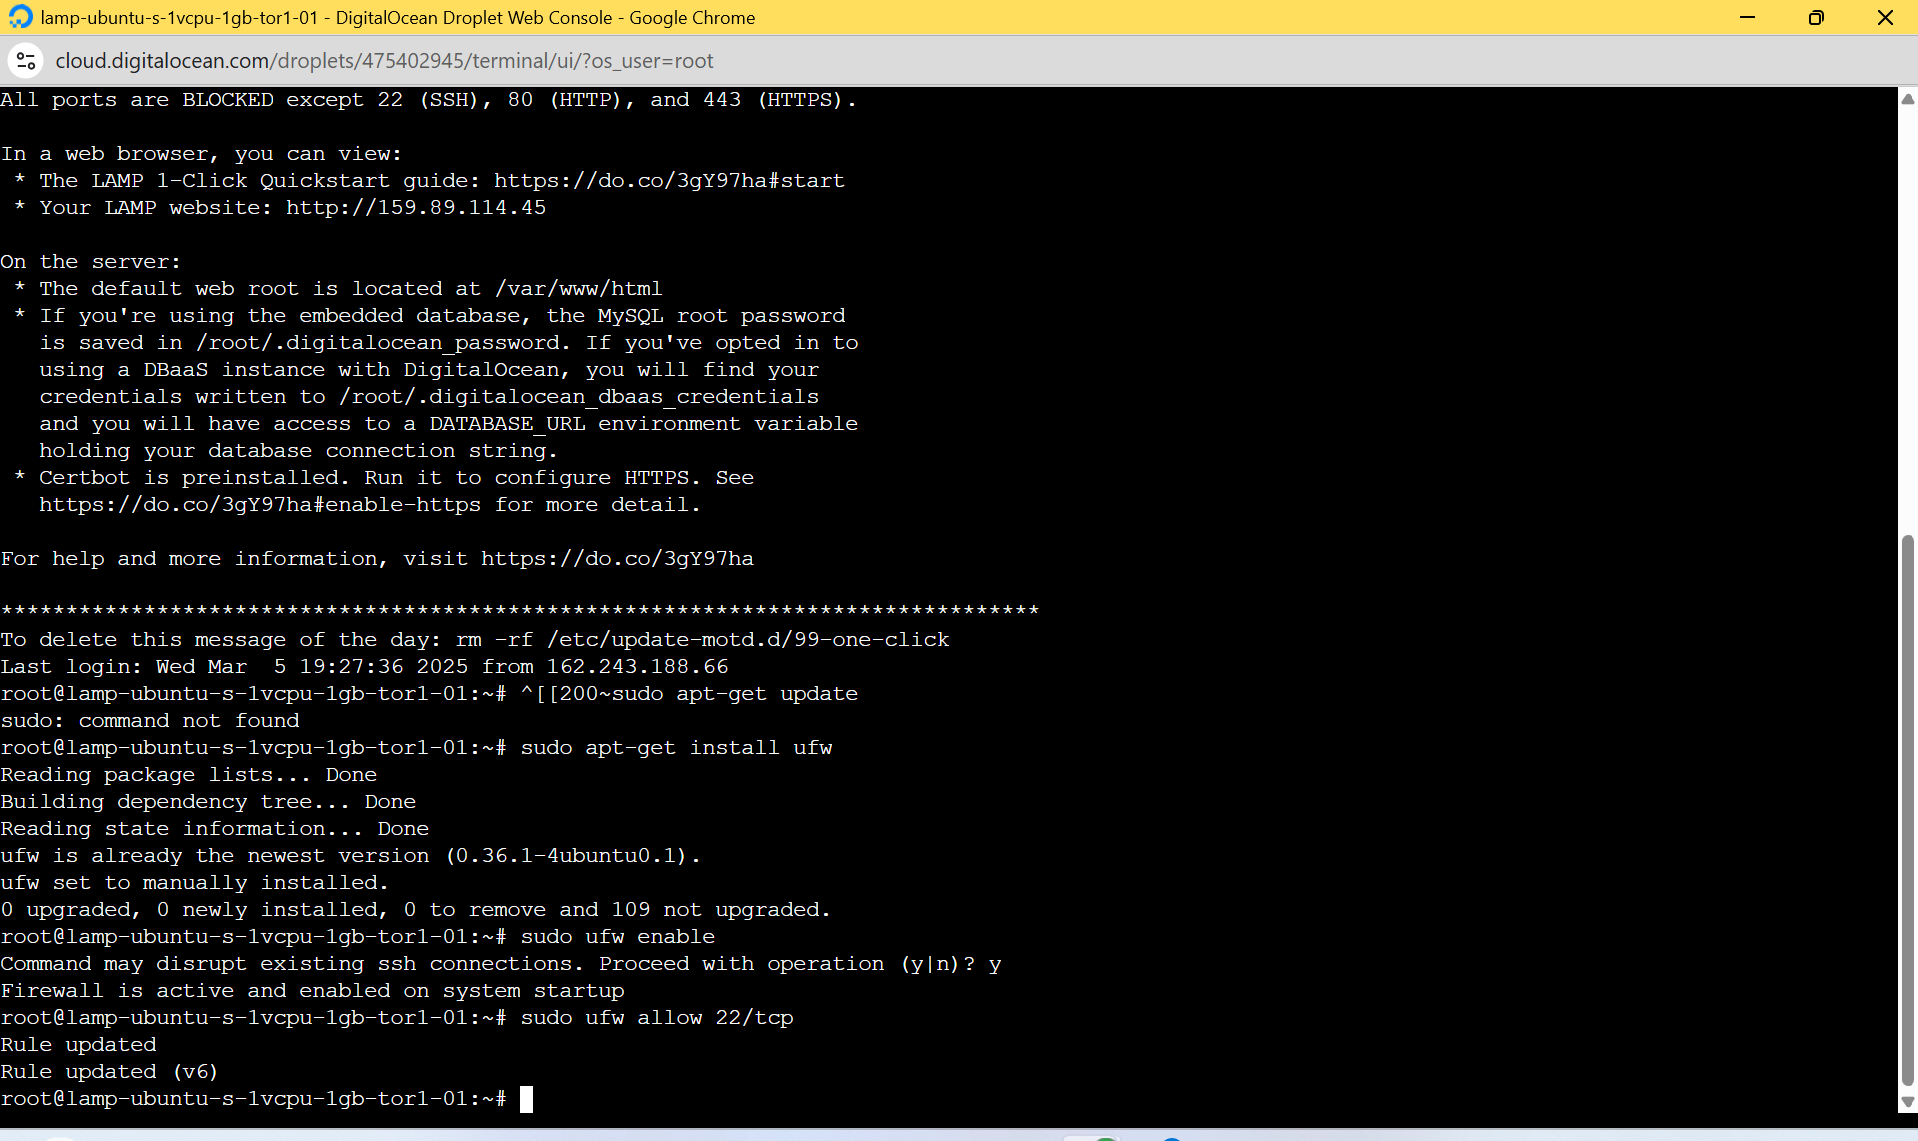 lamp-ubuntu-s-1vcpu-1gb-tor1-01 - DigitalOcean Droplet Web Console - Google Chrome
cloud.digitalocean.com/droplets/475402945/terminal/ui/?os_user=root
All ports are BLOCKED except 22 (SSH), 80 (HTTP), and 443 (HTTPS).
In a web browser, you can view:
* The LAMP 1-Click Quickstart guide: https://do.co/3gY97ha#start
* Your LAMP website: http://159.89.114.45
On the server:
* The default web root is located at /var/www/html
* If you're using the embedded database, the MySQL root password
is saved in /root/.digitalocean_password. If you've opted in to
using a DBaaS instance with DigitalOcean, you will find your
credentials written to /root/.digitalocean_dbaas_credentials
and you will have access to a DATABASE_URL environment variable
holding your database connection string.
* Certbot is preinstalled. Run it to configure HTTPS. See
https://do.co/3gY97ha#enable-https for more detail.
For help and more information, visit https://do.co/3gY97ha
********************************************************************************
To delete this message of the day: rm -rf /etc/update-motd.d/99-one-click
Last login: Wed Mar  5 19:27:36 2025 from 162.243.188.66
root@lamp-ubuntu-s-1vcpu-1gb-tor1-01:~# ^[[200~sudo apt-get update
sudo: command not found
root@lamp-ubuntu-s-1vcpu-1gb-tor1-01:~# sudo apt-get install ufw
Reading package lists... Done
Building dependency tree... Done
Reading state information... Done
ufw is already the newest version (0.36.1-4ubuntu0.1).
ufw set to manually installed.
0 upgraded, 0 newly installed, 0 to remove and 109 not upgraded.
root@lamp-ubuntu-s-1vcpu-1gb-tor1-01:~# sudo ufw enable
Command may disrupt existing ssh connections. Proceed with operation (y|n)? y
Firewall is active and enabled on system startup
root@lamp-ubuntu-s-1vcpu-1gb-tor1-01:~# sudo ufw allow 22/tcp
Rule updated
Rule updated (v6)
root@lamp-ubuntu-s-1vcpu-1gb-tor1-01:~#